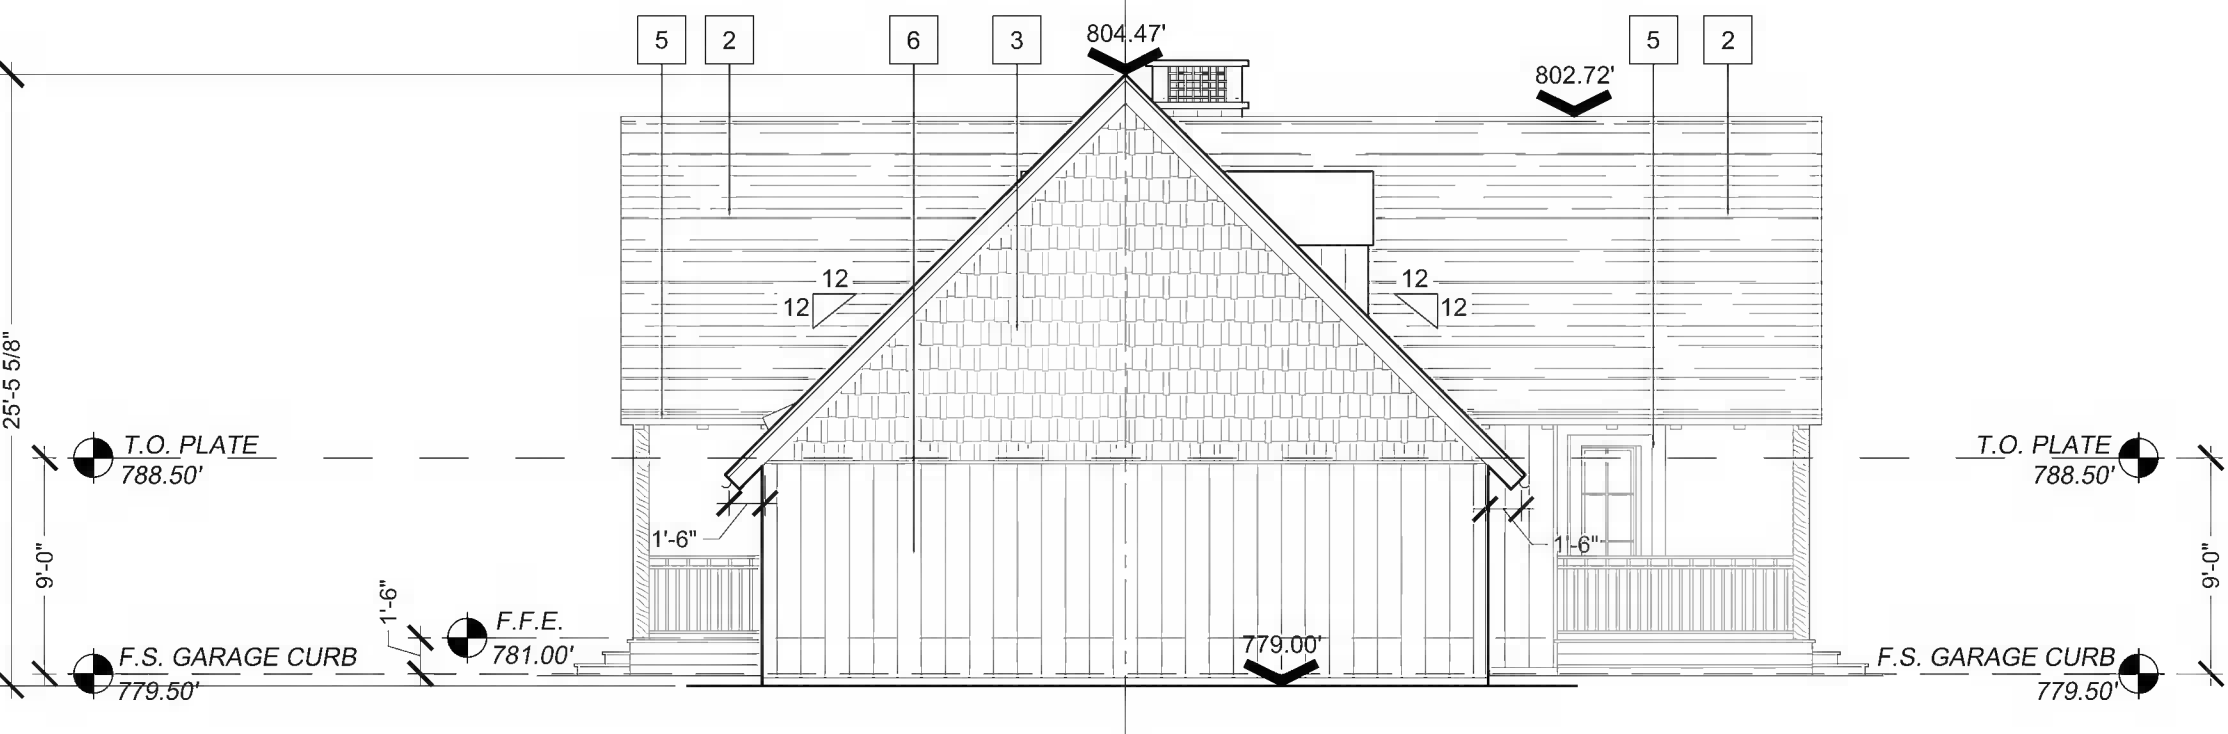 5 2 6 3 804.47' 5 2
802.72'
12 12
12 12
25'-5 5/8"
T.O. PLATE T.O. PLATE
788.50' 788.50'
1'-6" 1'-6"
9'-0" 9'-0"
1'-6"
F.F.E.
781.00'
779.00'
F.S. GARAGE CURB F.S. GARAGE CURB
779.50' 779.50'